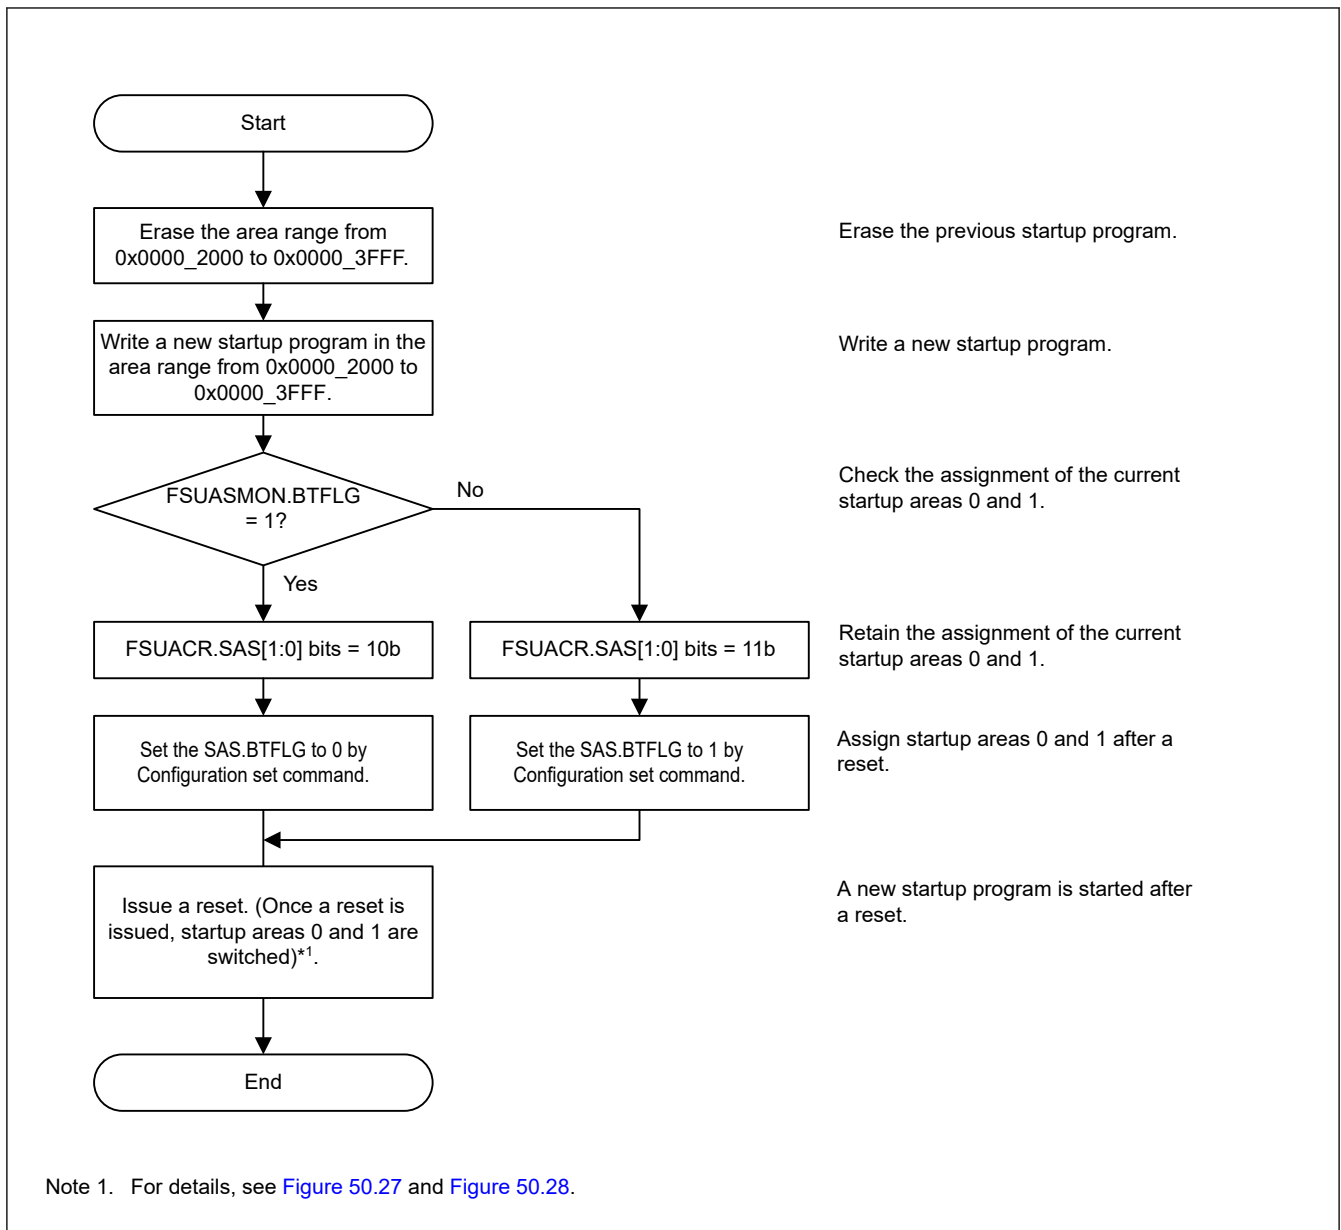 Start
Erase the area range from
0x0000_2000 to 0x0000_3FFF.
Erase the previous startup program.
Write a new startup program in the
area range from 0x0000_2000 to
0x0000_3FFF.
Write a new startup program.
FSUASMON.BTFLG
= 1?
No
Yes
Check the assignment of the current
startup areas 0 and 1.
FSUACR.SAS[1:0] bits = 10b
FSUACR.SAS[1:0] bits = 11b
Retain the assignment of the current
startup areas 0 and 1.
Set the SAS.BTFLG to 0 by
Configuration set command.
Set the SAS.BTFLG to 1 by
Configuration set command.
Assign startup areas 0 and 1 after a
reset.
Issue a reset. (Once a reset is
issued, startup areas 0 and 1 are
switched)*1.
A new startup program is started after
a reset.
End
Note 1. For details, see Figure 50.27 and Figure 50.28.